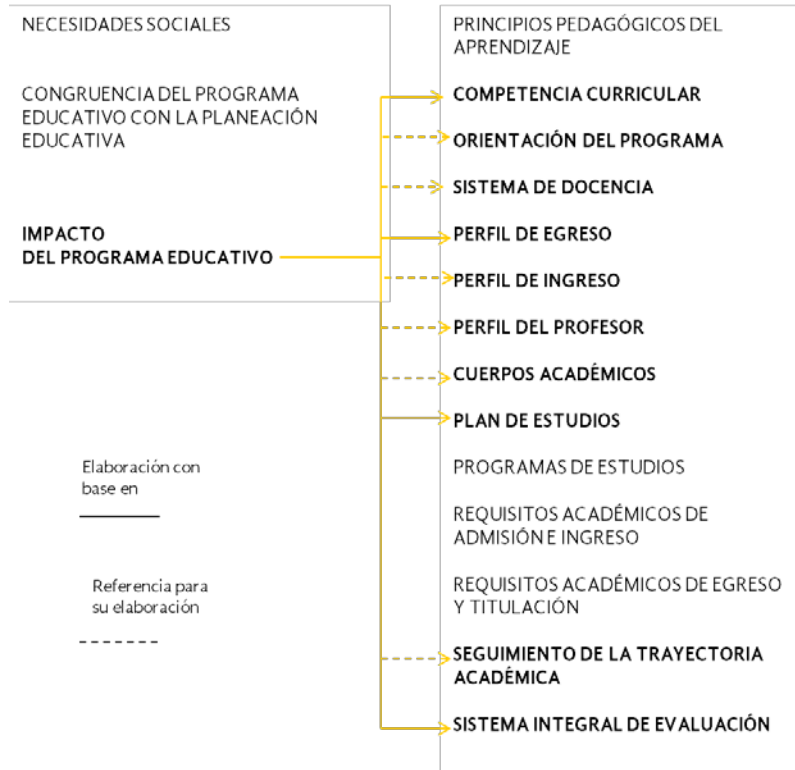 NECESIDADES SOCIALES
CONGRUENCIA DEL PROGRAMA
EDUCATIVO CON LA PLANEACIÓN
EDUCATIVA
IMPACTO
DEL PROGRAMA EDUCATIVO
Elaboración con
base en
Referencia para
su elaboración
PRINCIPIOS PEDAGÓGICOS DEL
APRENDIZAJE
COMPETENCIA CURRICULAR
ORIENTACIÓN DEL PROGRAMA
SISTEMA DE DOCENCIA
PERFIL DE EGRESO
PERFIL DE INGRESO
PERFIL DEL PROFESOR
CUERPOS ACADÉMICOS
PLAN DE ESTUDIOS
PROGRAMAS DE ESTUDIOS
REQUISITOS ACADÉMICOS DE
ADMISIÓN E INGRESO
REQUISITOS ACADÉMICOS DE EGRESO
Y TITULACIÓN
SEGUIMIENTO DE LA TRAYECTORIA
ACADÉMICA
SISTEMA INTEGRAL DE EVALUACIÓN